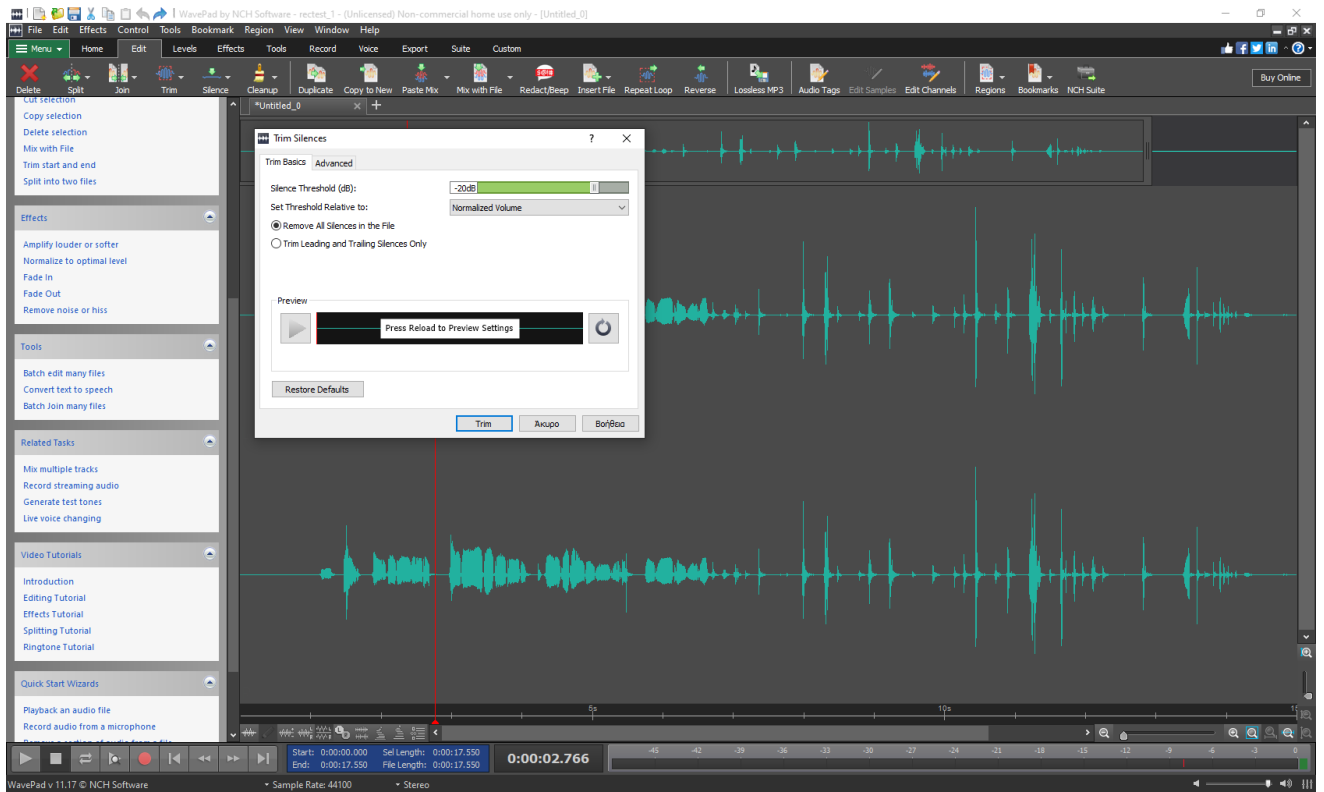 WavePad by NCH Software - rectest_1 - (Unlicensed) Non-commercial home use only - [Untitled_0]
File Edit Effects Control Tools Bookmark Region View Window Help
Menu Home Edit Levels Effects Tools Record Voice Export Suite Custom
Delete Split Join Trim Silence Cleanup Duplicate Copy to New Paste Mix Mix with File Redact/Beep Insert File Repeat Loop Reverse Lossless MP3 Audio Tags Edit Samples Edit Channels Regions Bookmarks NCH Suite Buy Online
Cut selection
Copy selection
Delete selection
Mix with File
Trim start and end
Split into two files
Effects
Amplify louder or softer
Normalize to optimal level
Fade In
Fade Out
Remove noise or hiss
Tools
Batch edit many files
Convert text to speech
Batch Join many files
Related Tasks
Mix multiple tracks
Record streaming audio
Generate test tones
Live voice changing
Video Tutorials
Introduction
Editing Tutorial
Effects Tutorial
Splitting Tutorial
Ringtone Tutorial
Quick Start Wizards
Playback an audio file
Record audio from a microphone
*Untitled_0
Trim Silences
Trim Basics Advanced
Silence Threshold (dB): -20dB
Set Threshold Relative to: Normalized Volume
Remove All Silences in the File
Trim Leading and Trailing Silences Only
Preview
Press Reload to Preview Settings
Restore Defaults
Trim Άκυρο Βοήθεια
5s 10s
Start: 0:00:00.000 Sel Length: 0:00:17.550
End: 0:00:17.550 File Length: 0:00:17.550
0:00:02.766
-45 -42 -39 -36 -33 -30 -27 -24 -21 -18 -15 -12 -9 -6 -3 0
WavePad v 11.17 © NCH Software Sample Rate: 44100 Stereo